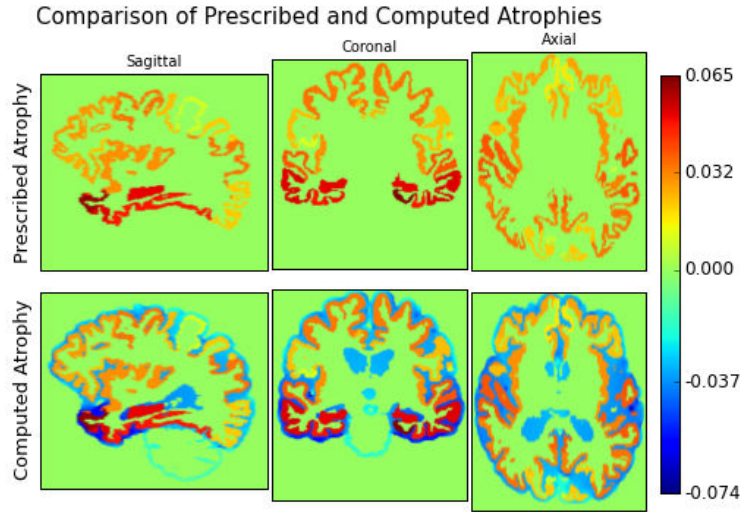 Comparison of Prescribed and Computed Atrophies
Sagittal
Coronal
Axial
Prescribed Atrophy
Computed Atrophy
0.065
0.032
0.000
-0.037
-0.074